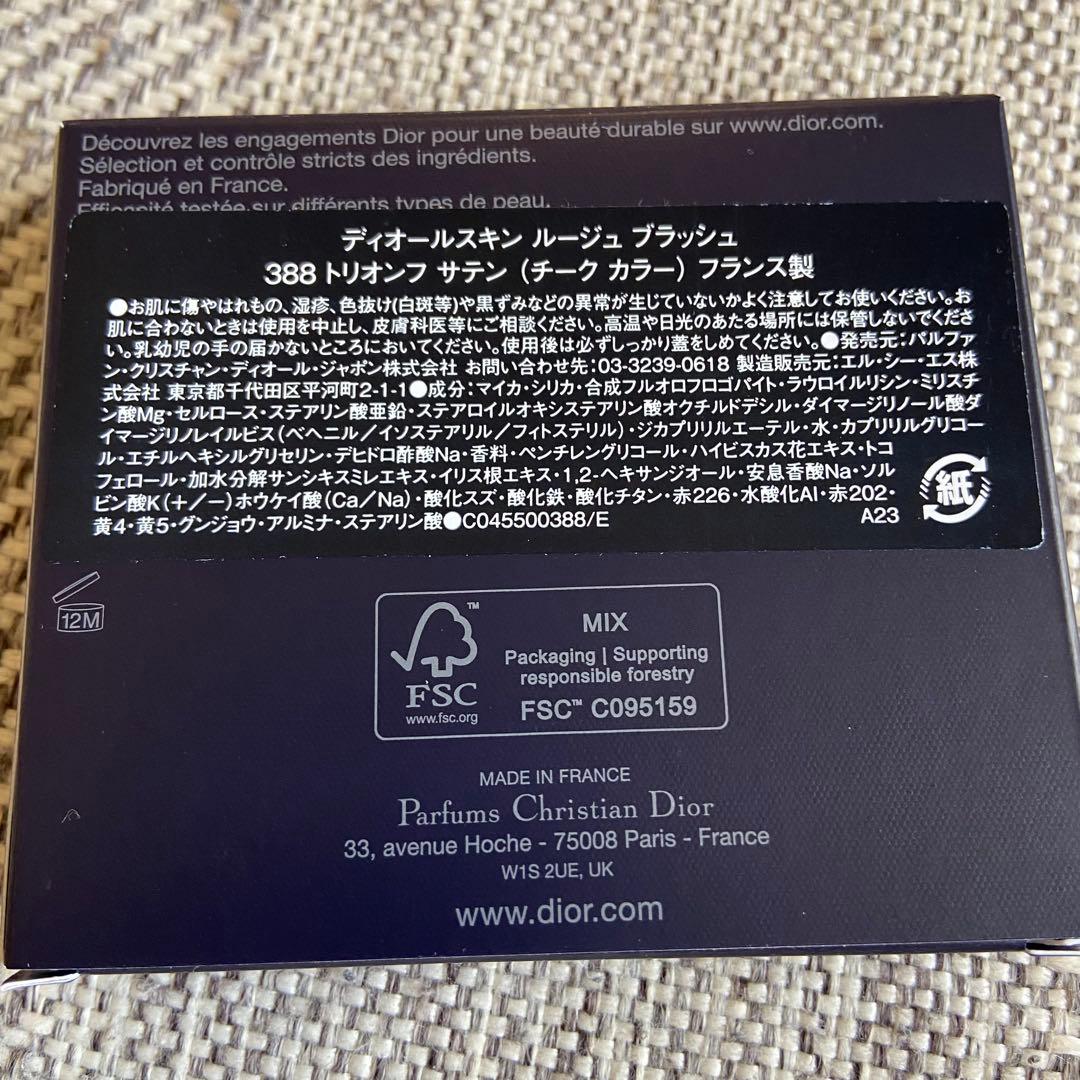 Découvrez les engagements Dior pour une beauté durable sur www.dior.com.
Sélection et contrôle stricts des ingrédients.
Fabriqué en France.
Efficacité testée sur différents types de peau.
ディオールスキン ルージュ ブラッシュ
388 トリオンフ サテン（チーク カラー）フランス製
●お肌に傷やはれもの、湿疹、色抜け(白斑等)や黒ずみなどの異常が生じていないかよく注意してお使いください。お
肌に合わないときは使用を中止し、皮膚科医等にご相談ください。高温や日光のあたる場所には保管しないでくださ
い。乳幼児の手の届かないところにおいてください。使用後は必ずしっかり蓋をしめてください。●発売元：パルファ
ン・クリスチャン・ディオール・ジャポン株式会社 お問い合わせ先：03-3239-0618 製造販売元：エル・シー・エス株
式会社 東京都千代田区平河町2-1-1●成分：マイカ・シリカ・合成フルオロフロゴパイト・ラウロイルリシン・ミリスチ
ン酸Mg・セルロース・ステアリン酸亜鉛・ステアロイルオキシステアリン酸オクチルドデシル・ダイマージリノール酸ダ
イマージリノレイルビス(ベヘニル／イソステアリル／フィトステリル)・ジカプリリルエーテル・水・カプリリルグリコー
ル・エチルヘキシルグリセリン・デヒドロ酢酸Na・香料・ペンチレングリコール・ハイビスカス花エキス・トコ
フェロール・加水分解サンシキスミレエキス・イリス根エキス・1,2-ヘキサンジオール・安息香酸Na・ソル
ビン酸K(＋／－)ホウケイ酸(Ca／Na)・酸化スズ・酸化鉄・酸化チタン・赤226・水酸化Al・赤202・
黄4・黄5・グンジョウ・アルミナ・ステアリン酸●C045500388/E
A23
紙
12M
FSC™
www.fsc.org
MIX
Packaging | Supporting
responsible forestry
FSC™ C095159
MADE IN FRANCE
Parfums Christian Dior
33, avenue Hoche - 75008 Paris - France
W1S 2UE, UK
www.dior.com